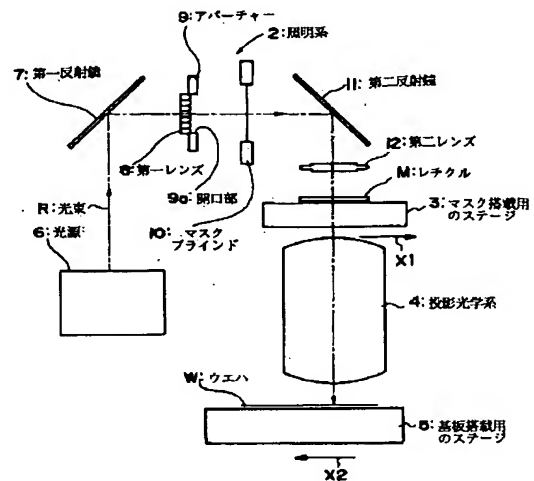 9:アパーチャー
2:照明系
7:第一反射鏡
11:第二反射鏡
8:第一レンズ
9a:開口部
10:マスク
ブラインド
12:第二レンズ
M:レチクル
3:マスク搭載用
のステージ
R:光束
6:光源
X1
4:投影光学系
W:ウエハ
5:基板搭載用
のステージ
X2